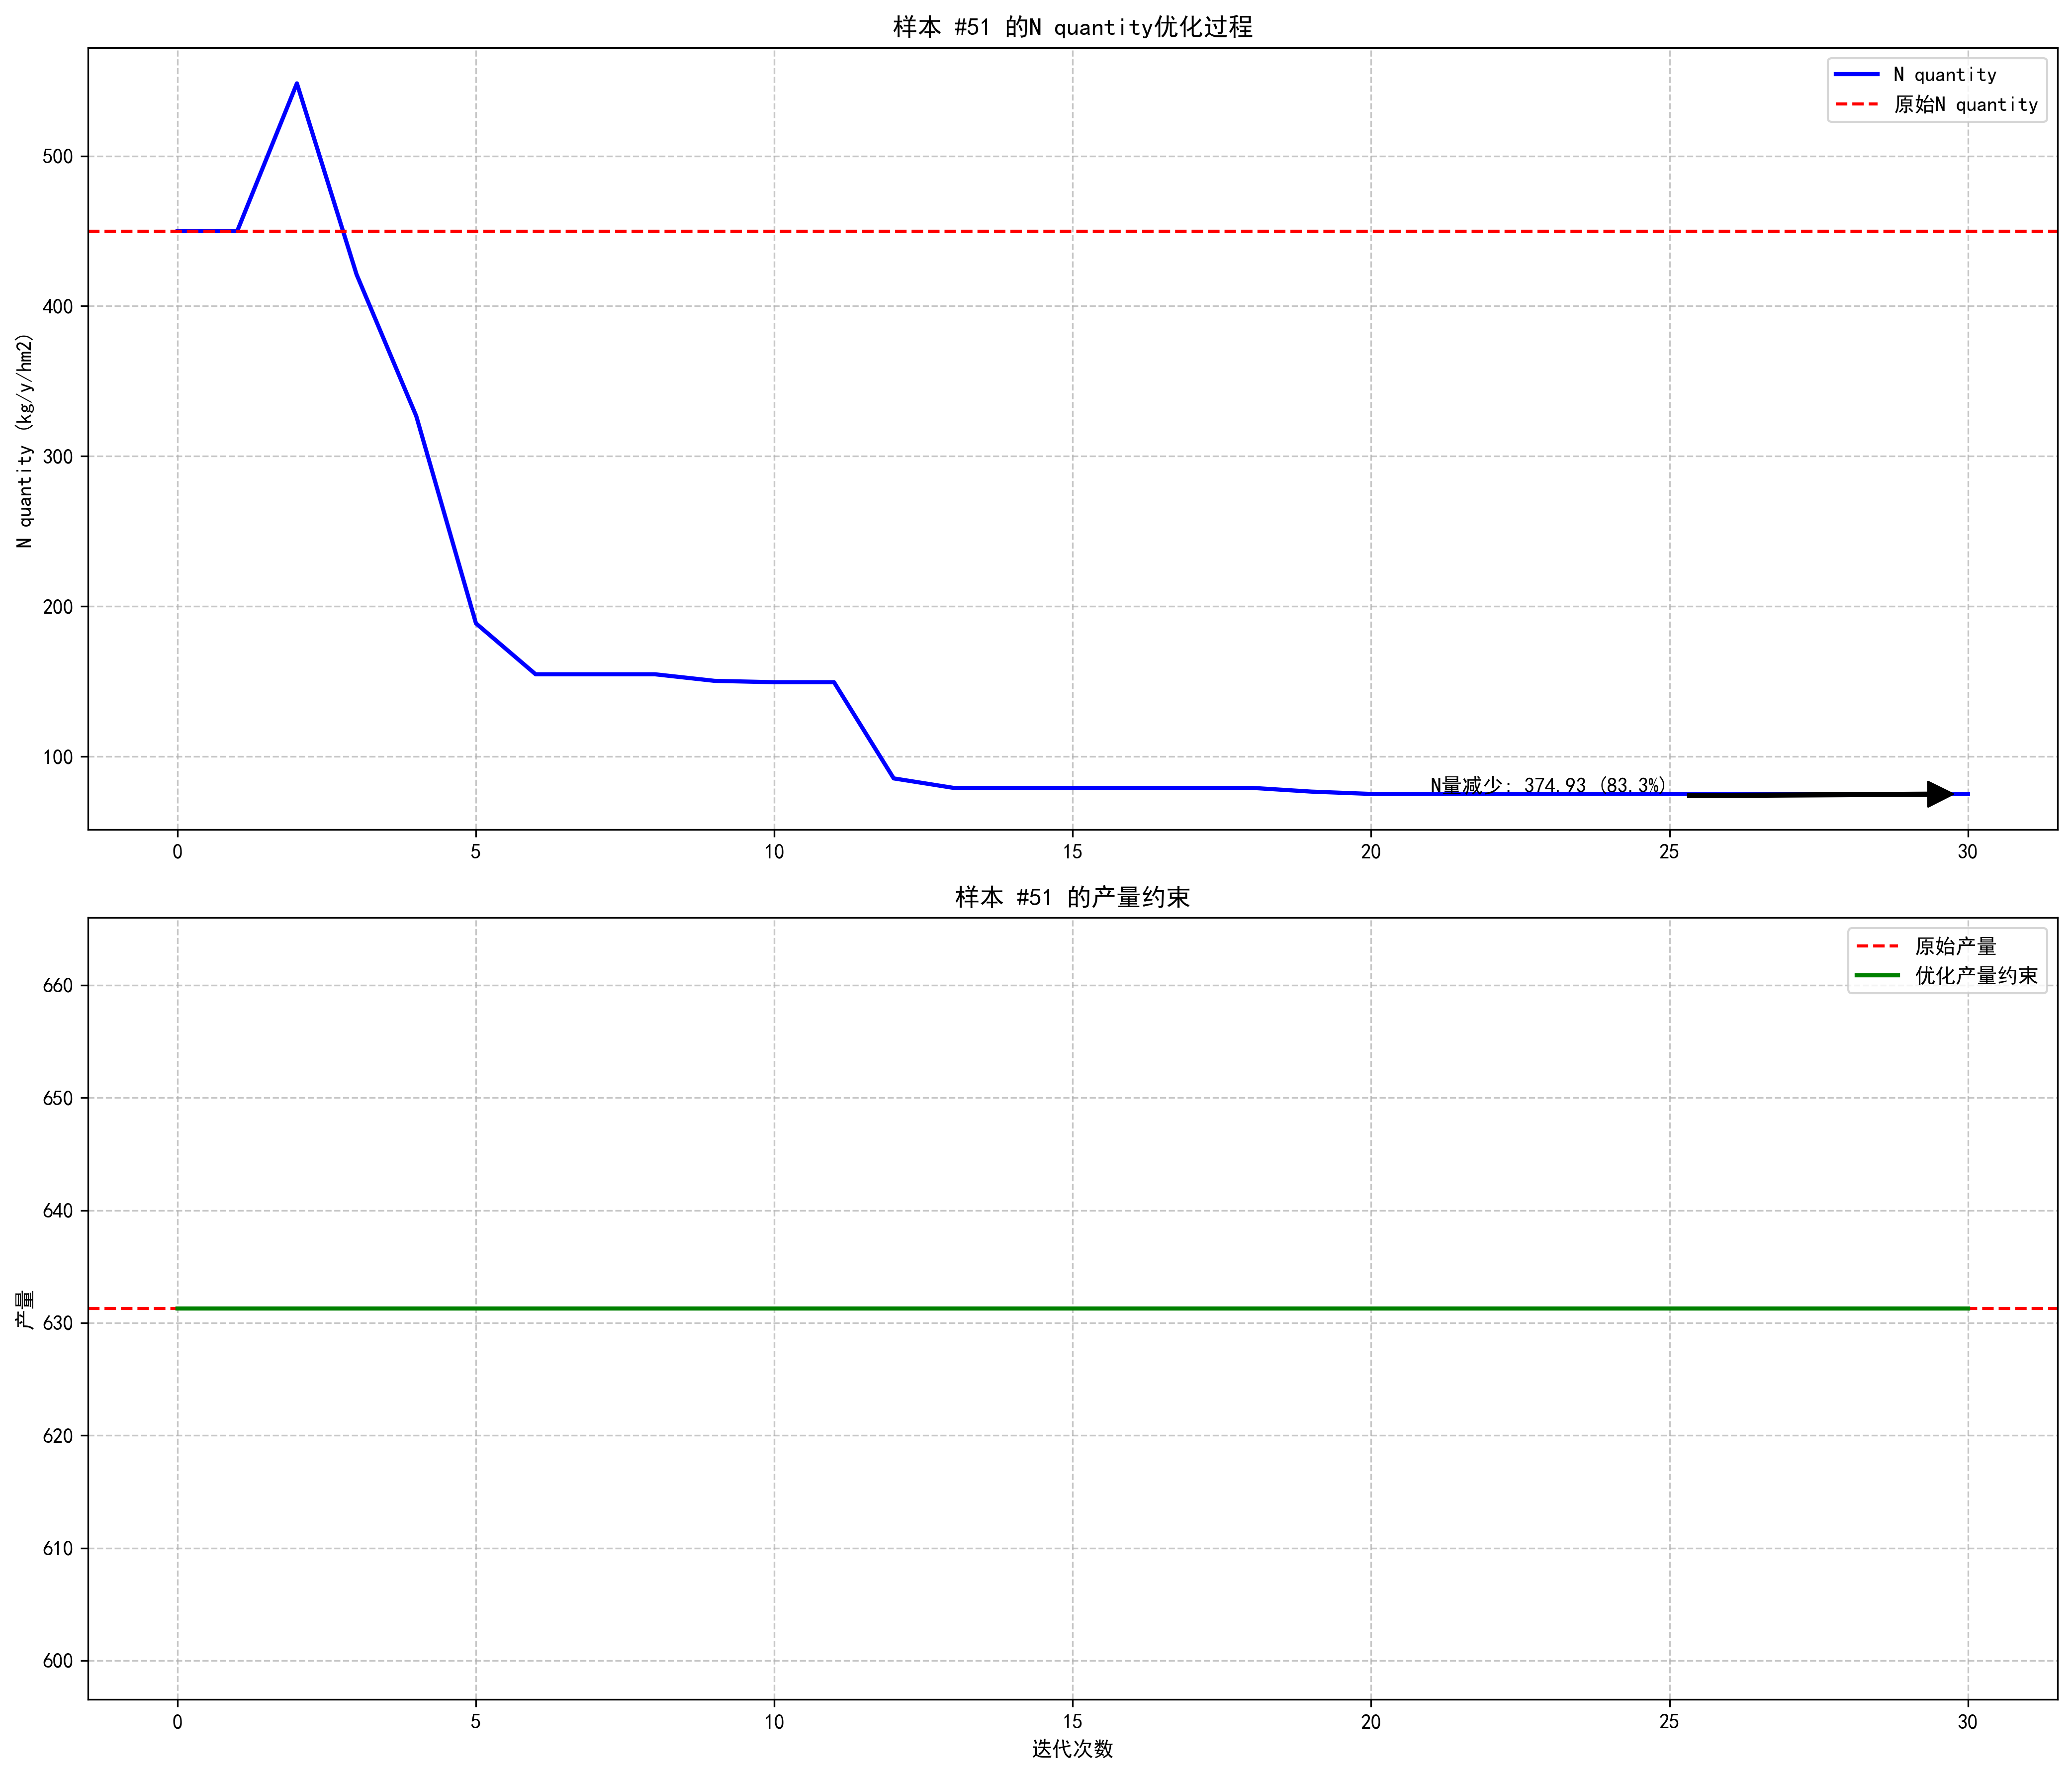 样本 #51 的N quantity优化过程
N quantity
原始N quantity
N quantity (kg/y/hm2)
500
400
300
200
100
N量减少: 374.93 (83.3%)
0 5 10 15 20 25 30
样本 #51 的产量约束
原始产量
优化产量约束
产量
660
650
640
630
620
610
600
0 5 10 15 20 25 30
迭代次数